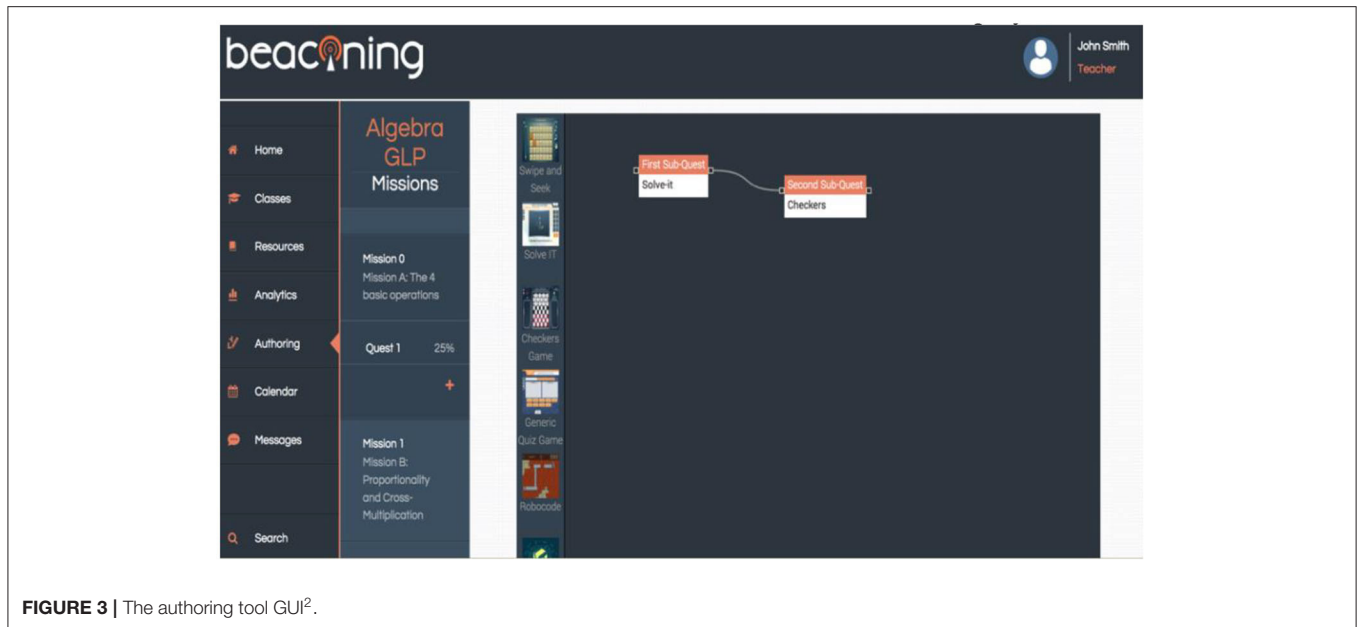 beaconing
John Smith
Teacher
Home
Classes
Resources
Analytics
Authoring
Calendar
Messages
Search
Algebra
GLP
Missions
Mission 0
Mission A: The 4
basic operations
Quest 1 25%
+
Mission 1
Mission B:
Proportionality
and Cross-
Multiplication
Swipe and
Seek
Solve IT
Checkers
Game
Generic
Quiz Game
Robocode
First Sub-Quest
Solve-it
Second Sub-Quest
Checkers
FIGURE 3 | The authoring tool GUI².